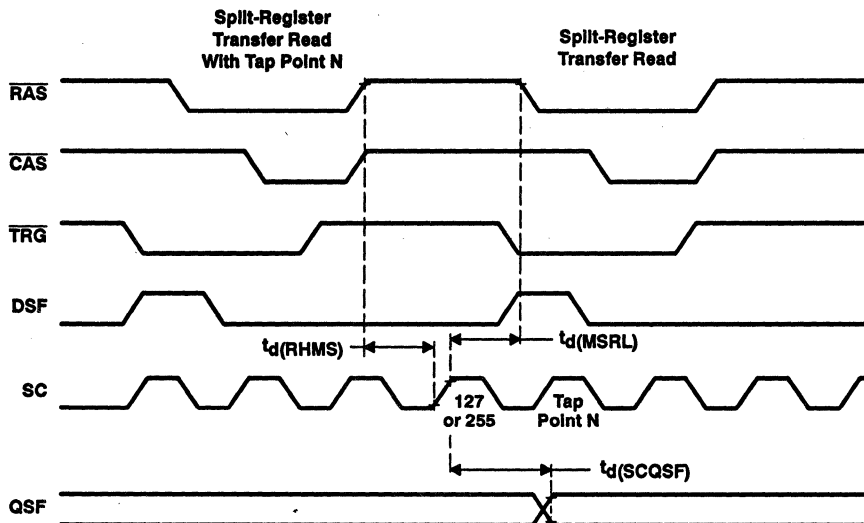 Split-Register
Transfer Read
With Tap Point N
Split-Register
Transfer Read
RAS
CAS
TRG
DSF
td(RHMS)
td(MSRL)
SC
127
or 255
Tap
Point N
td(SCQSF)
QSF